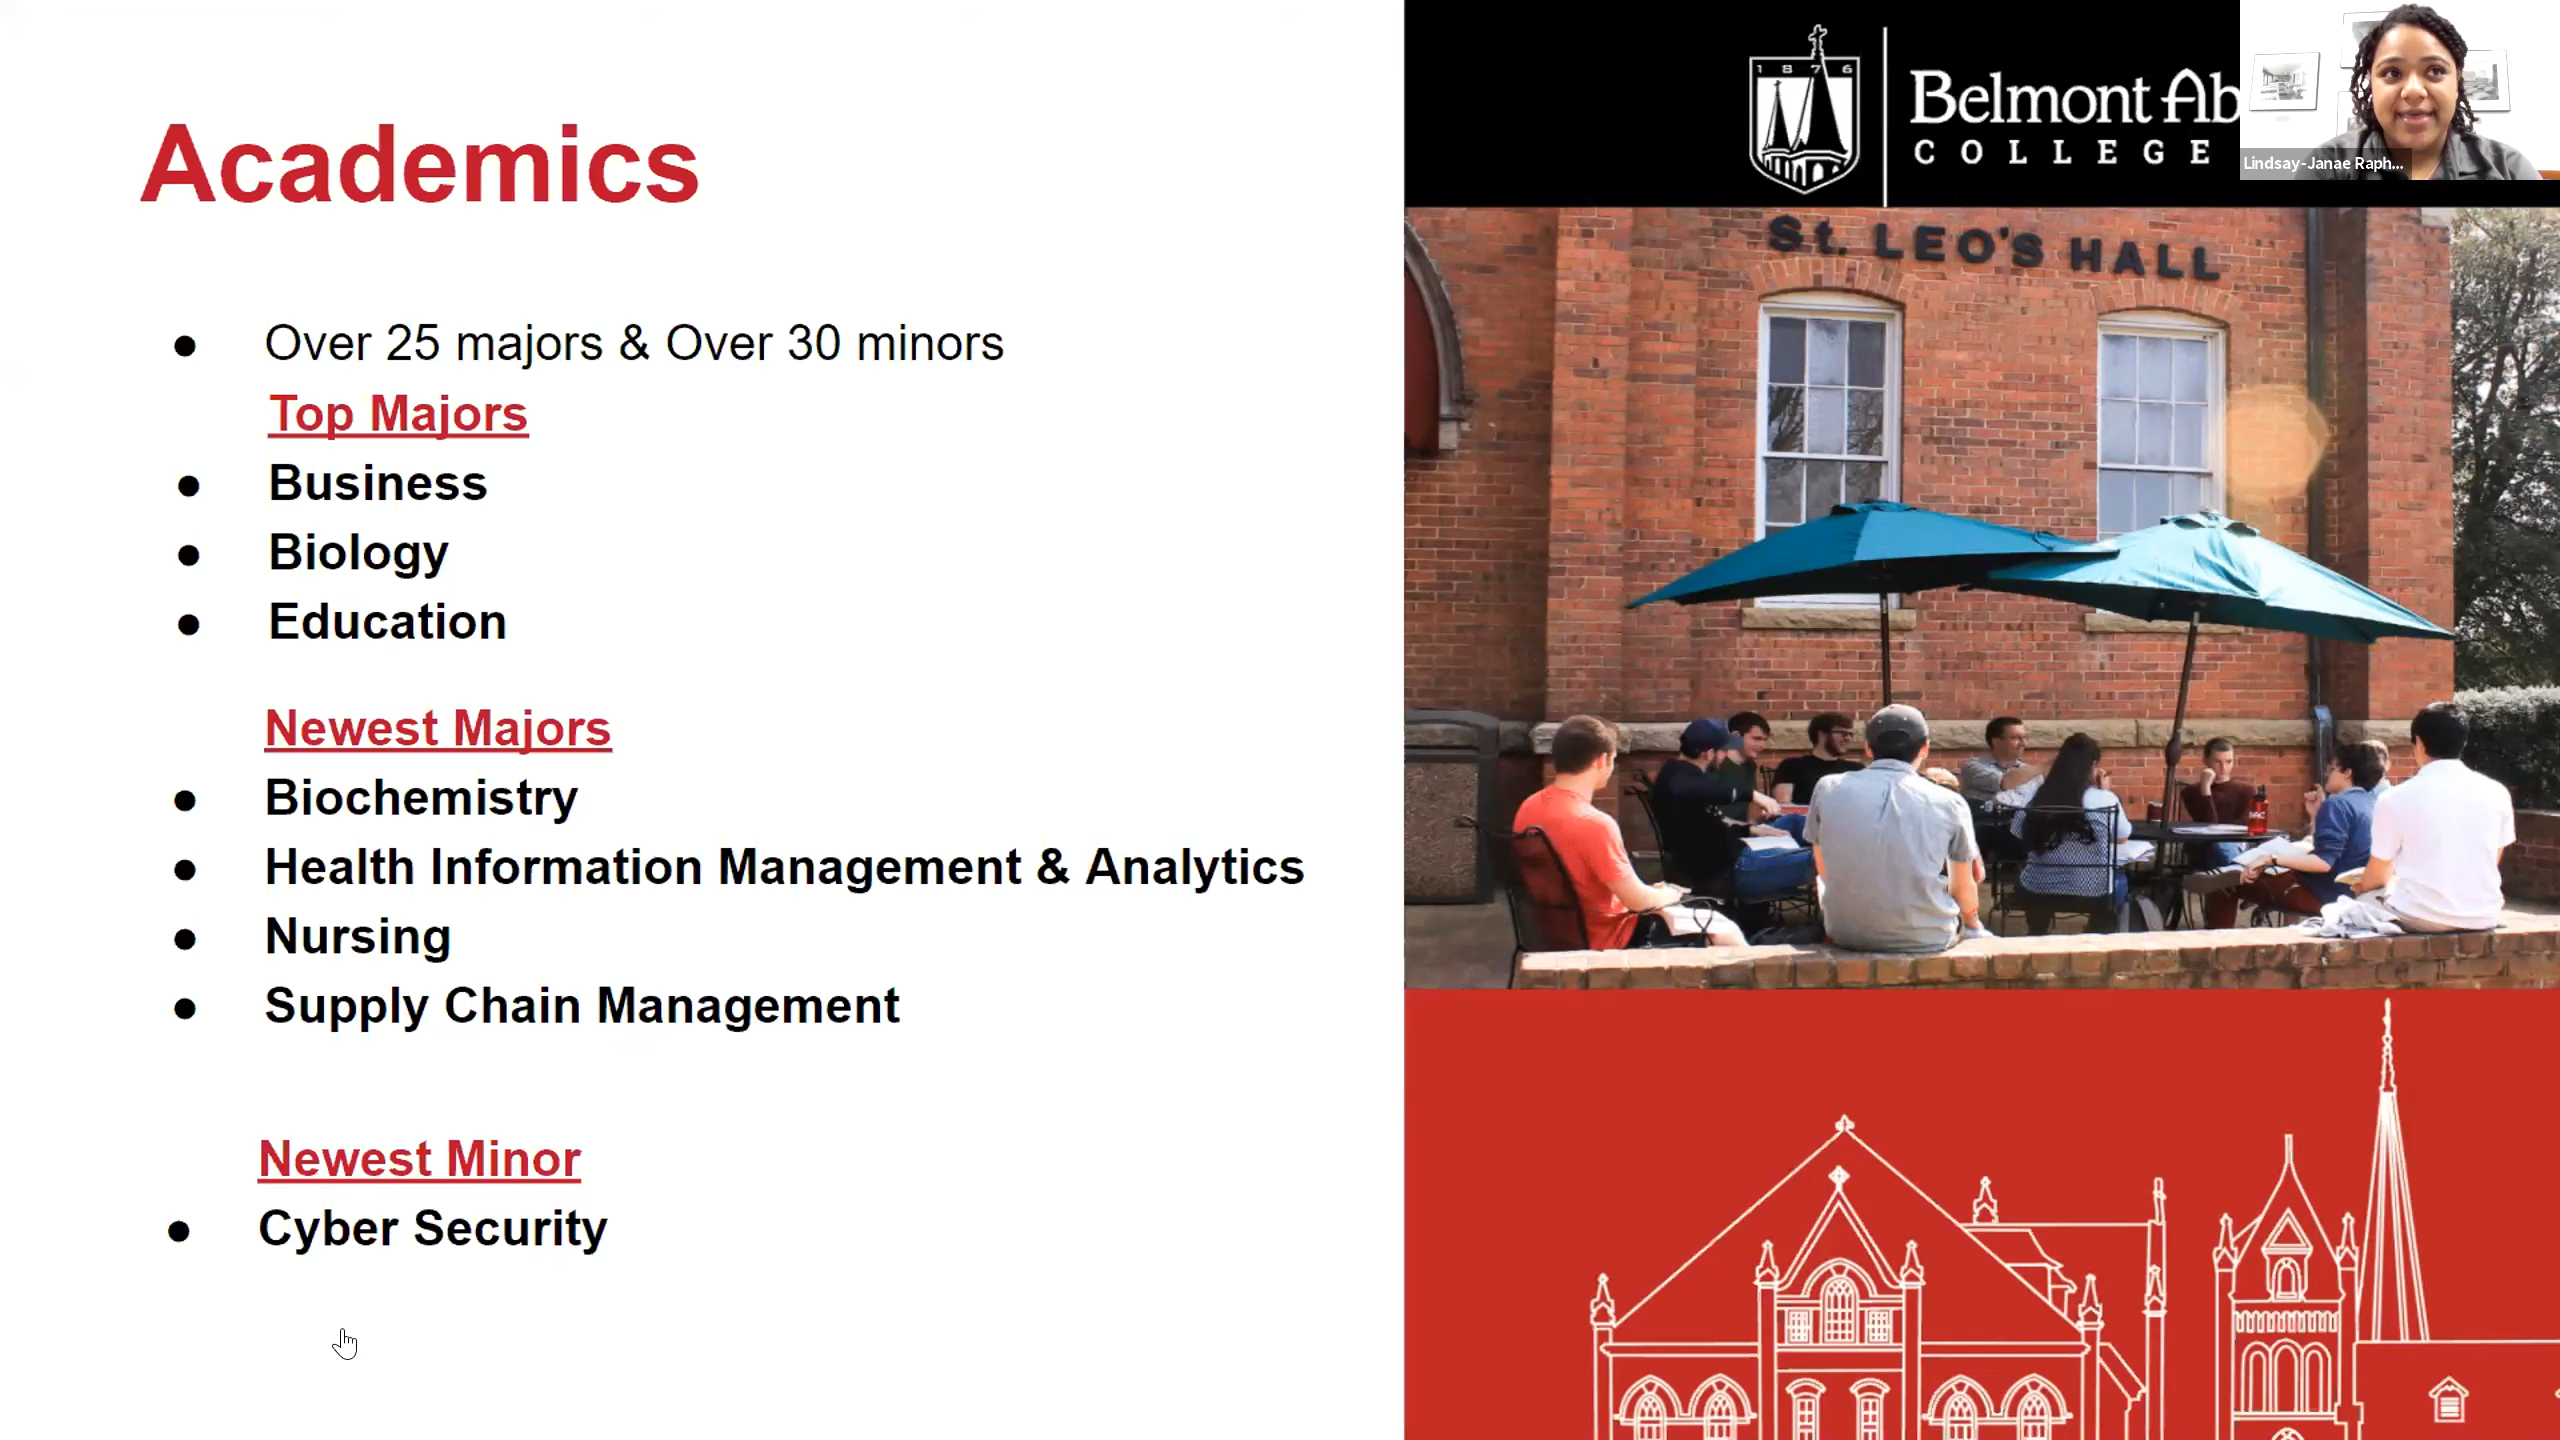 Academics
● Over 25 majors & Over 30 minors
Top Majors
● Business
● Biology
● Education
Newest Majors
● Biochemistry
● Health Information Management & Analytics
● Nursing
● Supply Chain Management
Newest Minor
● Cyber Security
1876
Belmont Ab
COLLEGE
Lindsay-Janae Raph...
St. LEO'S HALL